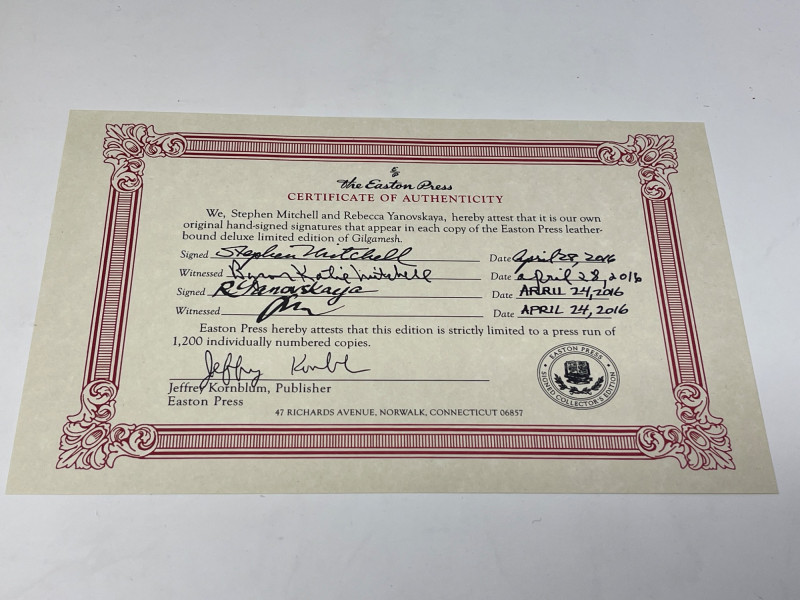 The Easton Press
CERTIFICATE OF AUTHENTICITY
We, Stephen Mitchell and Rebecca Yanovskaya, hereby attest that it is our own
original hand-signed signatures that appear in each copy of the Easton Press leather-
bound deluxe limited edition of Gilgamesh.
Signed Stephen Mitchell Date April 28, 2016
Witnessed Byron Katie Mitchell Date April 28, 2016
Signed R Yanovskaya Date APRIL 24, 2016
Witnessed Date APRIL 24, 2016
Easton Press hereby attests that this edition is strictly limited to a press run of
1,200 individually numbered copies.
Jeffrey Kornblum, Publisher
Easton Press
47 RICHARDS AVENUE, NORWALK, CONNECTICUT 06857
EASTON PRESS
SIGNED COLLECTOR'S EDITION